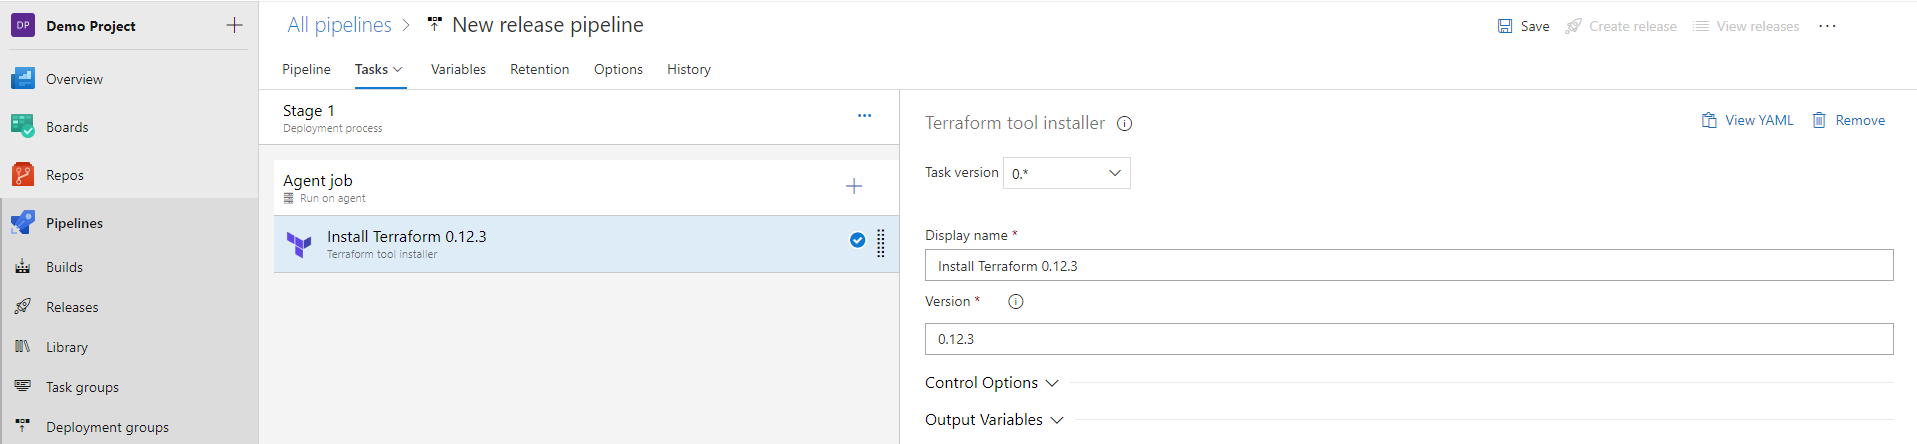 DP Demo Project
Overview
Boards
Repos
Pipelines
Builds
Releases
Library
Task groups
Deployment groups
All pipelines > New release pipeline
Save Create release View releases ...
Pipeline Tasks Variables Retention Options History
Stage 1
Deployment process
Agent job
Run on agent
Install Terraform 0.12.3
Terraform tool installer
Terraform tool installer
View YAML Remove
Task version 0.*
Display name *
Install Terraform 0.12.3
Version *
0.12.3
Control Options
Output Variables